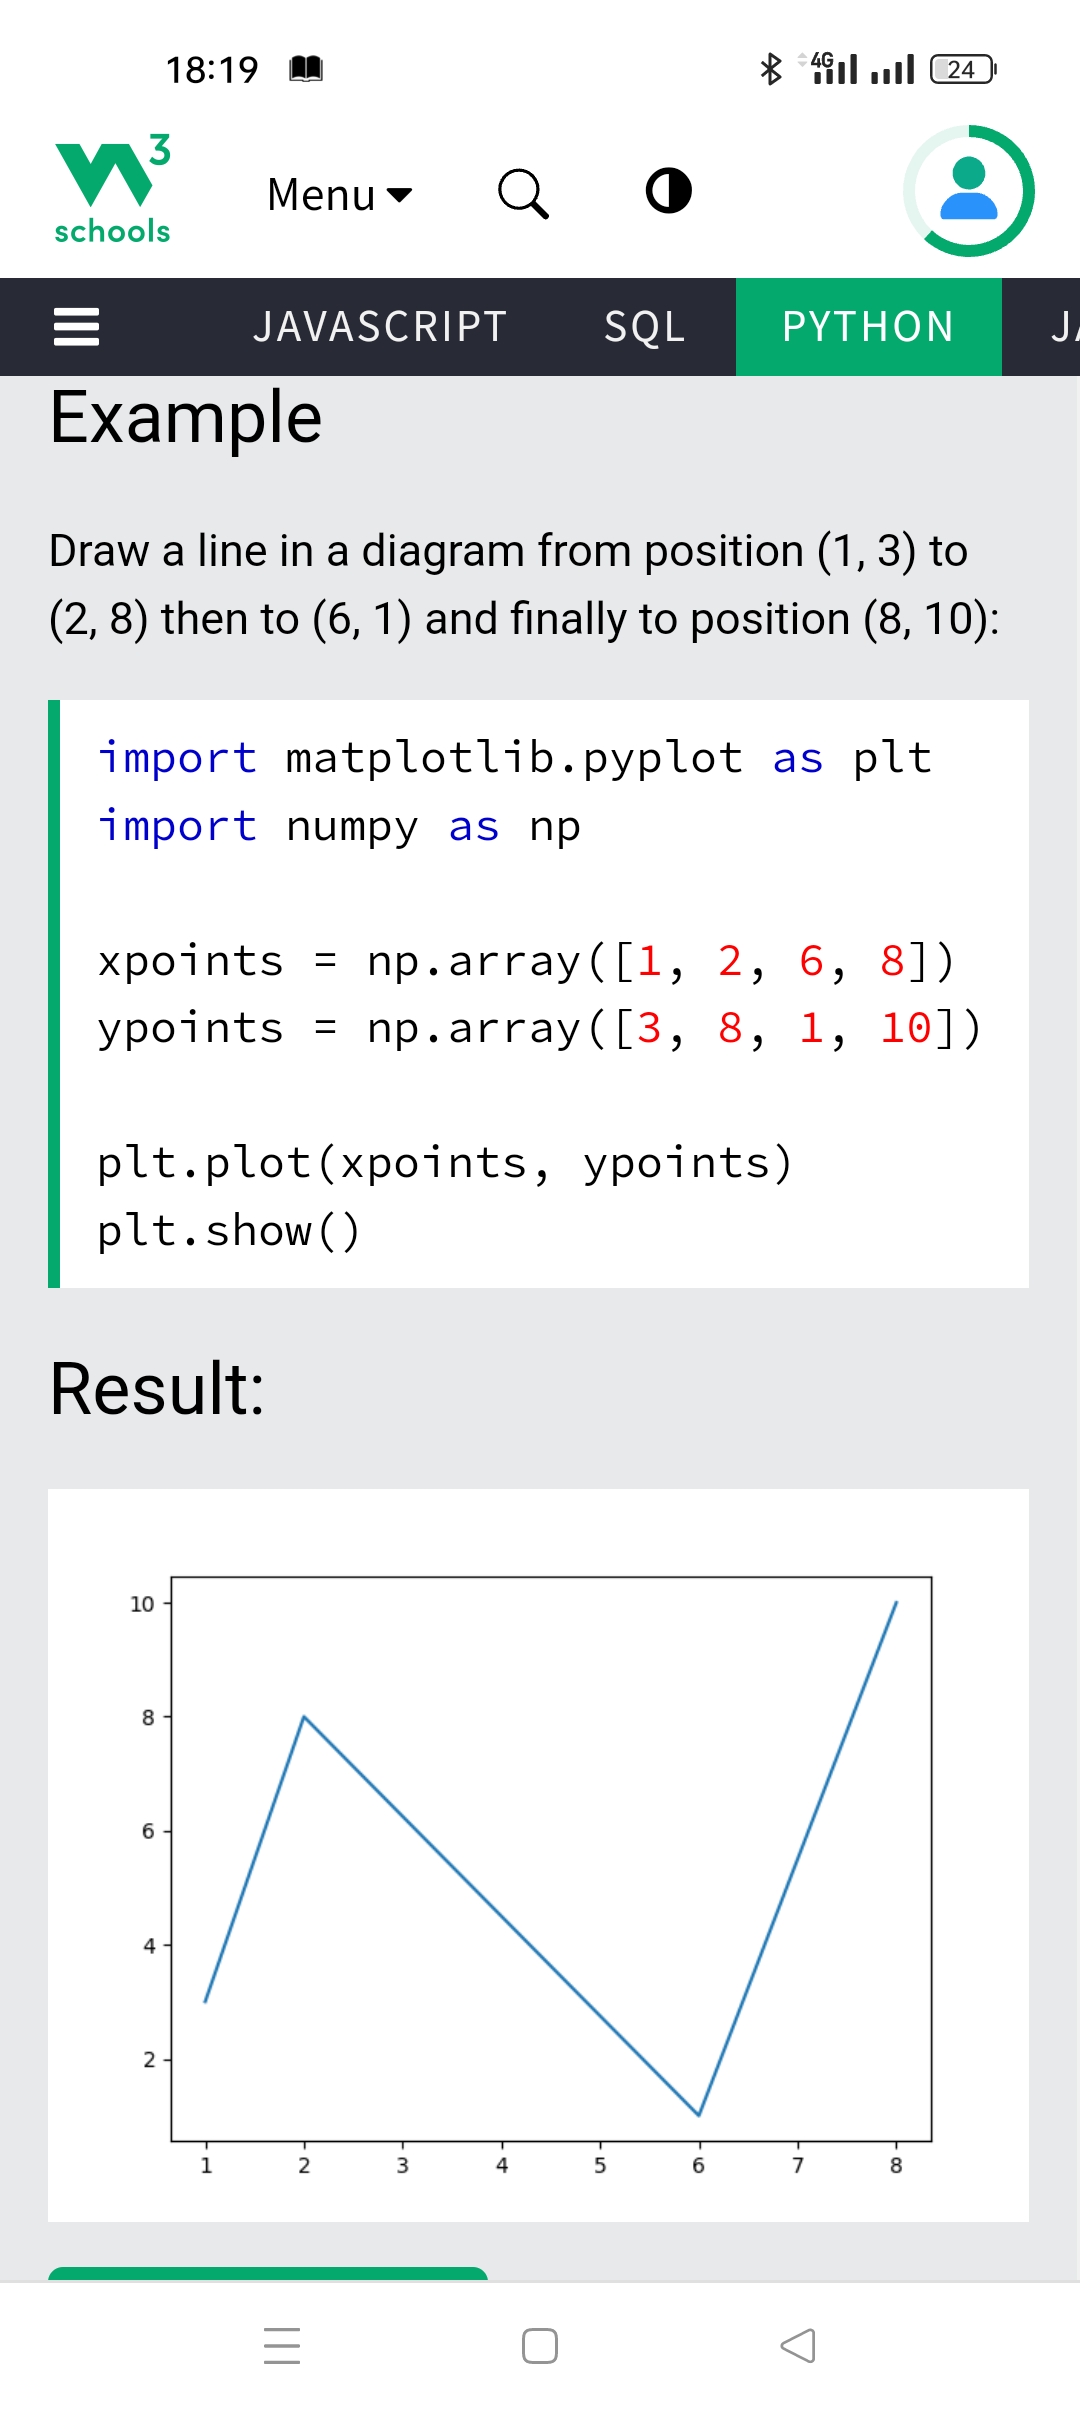 18:19
4G
24
W3
schools
Menu
JAVASCRIPT SQL PYTHON
Example
Draw a line in a diagram from position (1, 3) to
(2, 8) then to (6, 1) and finally to position (8, 10):
import matplotlib.pyplot as plt
import numpy as np
xpoints = np.array([1, 2, 6, 8])
ypoints = np.array([3, 8, 1, 10])
plt.plot(xpoints, ypoints)
plt.show()
Result:
10
8
6
4
2
1 2 3 4 5 6 7 8